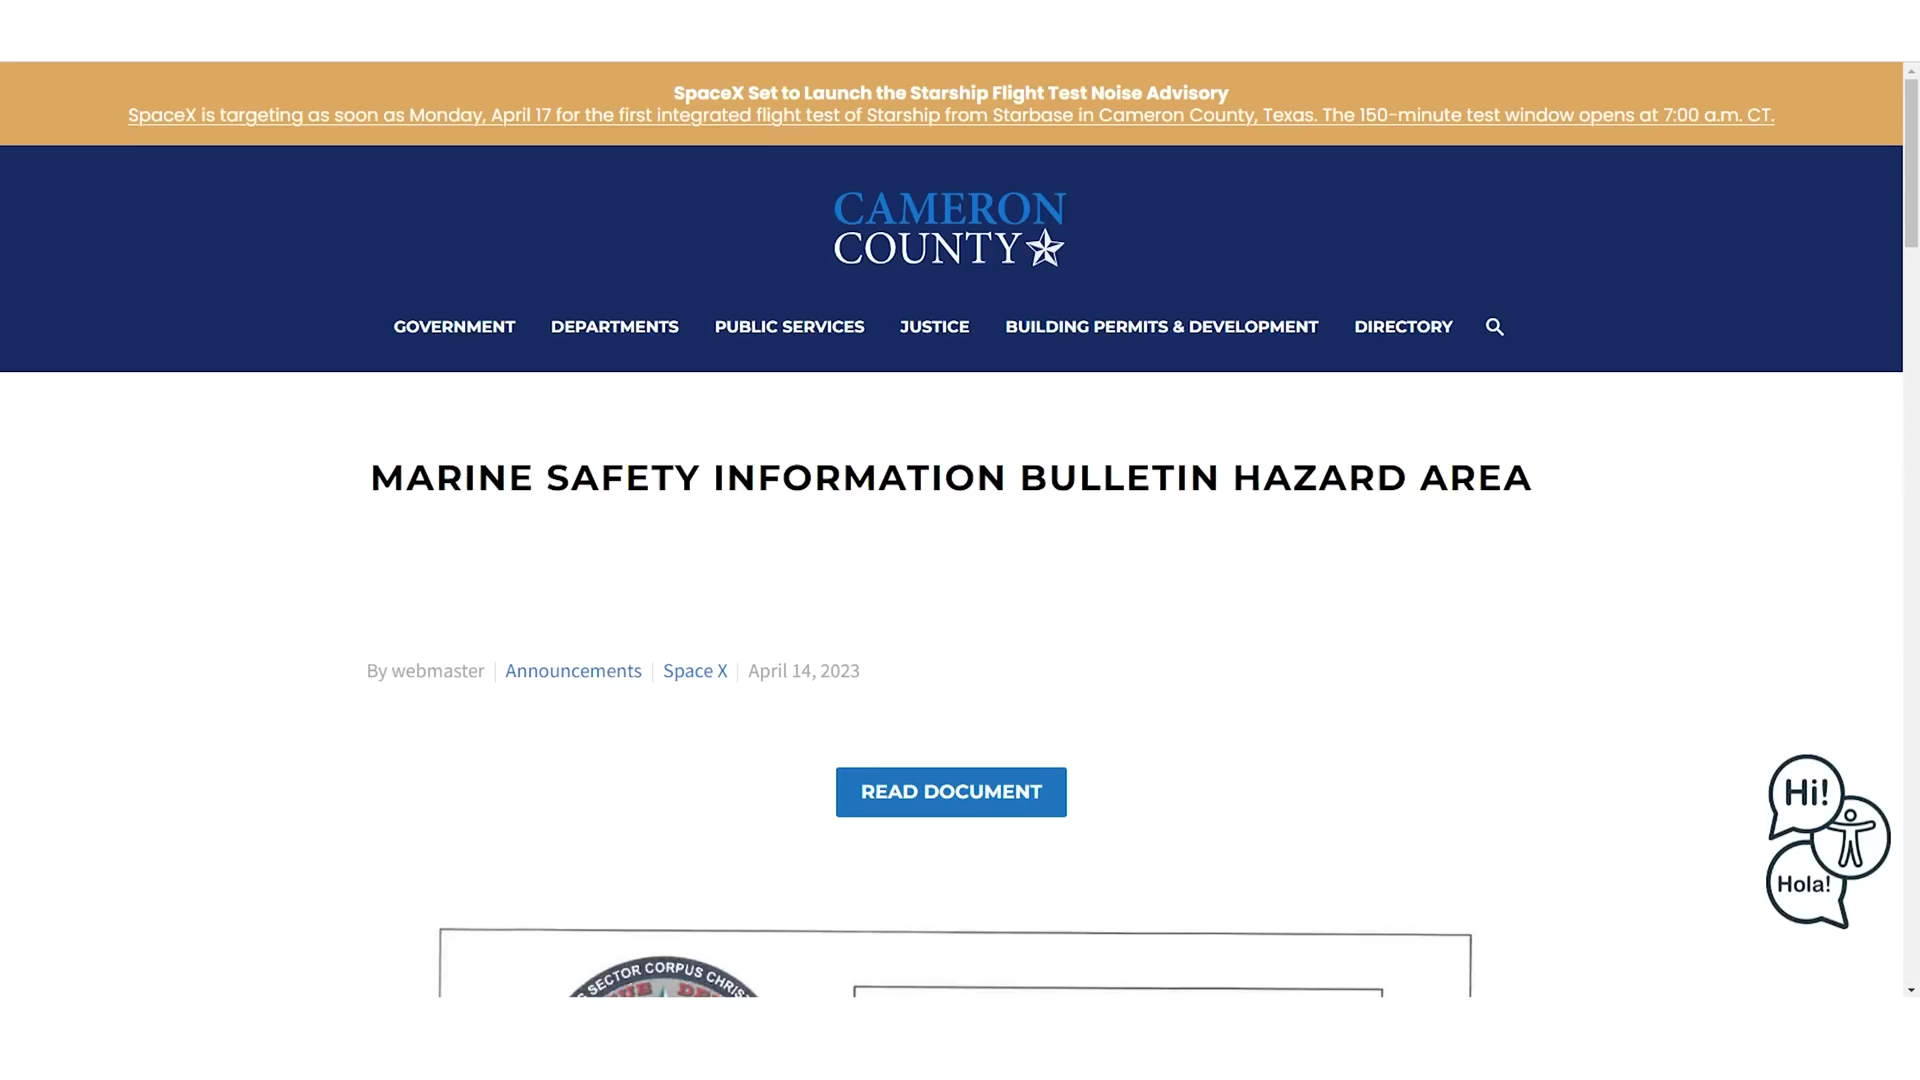 SpaceX Set to Launch the Starship Flight Test Noise Advisory
SpaceX is targeting as soon as Monday, April 17 for the first integrated flight test of Starship from Starbase in Cameron County, Texas. The 150-minute test window opens at 7:00 a.m. CT.
CAMERON
COUNTY
GOVERNMENT DEPARTMENTS PUBLIC SERVICES JUSTICE BUILDING PERMITS & DEVELOPMENT DIRECTORY
MARINE SAFETY INFORMATION BULLETIN HAZARD AREA
By webmaster Announcements Space X April 14, 2023
READ DOCUMENT
Hi!
Hola!
SECTOR CORPUS